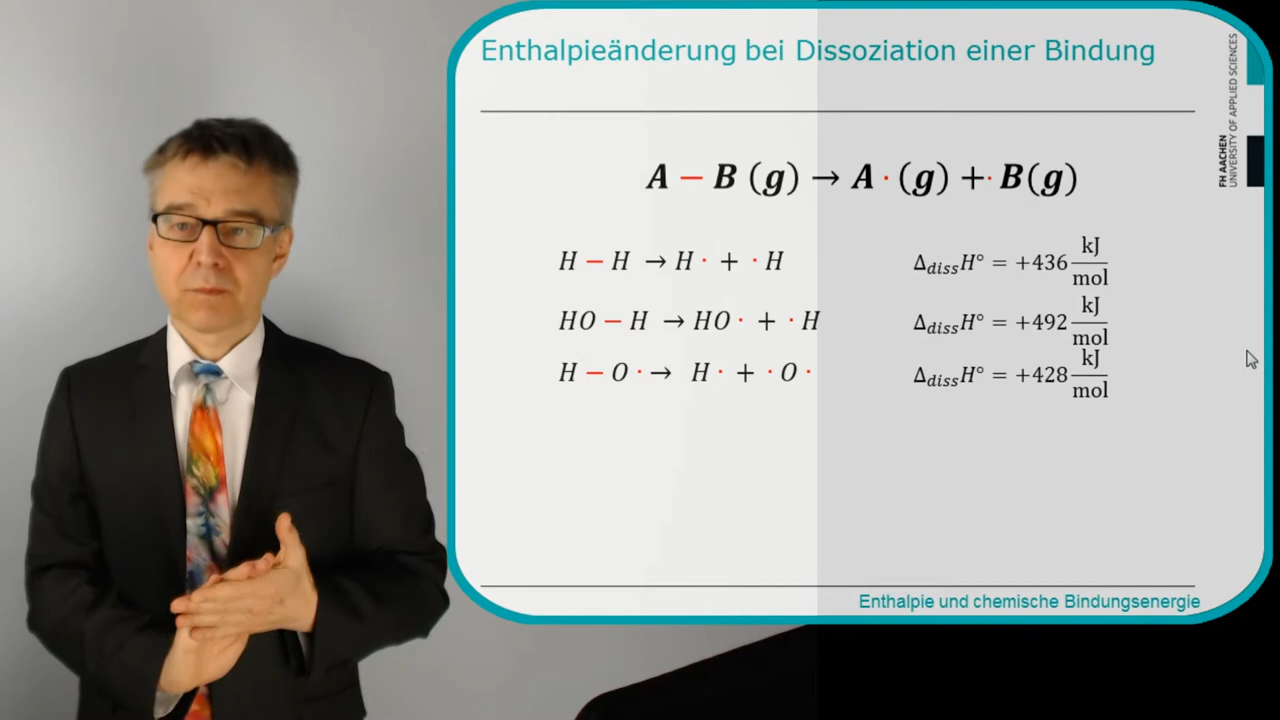 Enthalpieänderung bei Dissoziation einer Bindung
FH AACHEN
UNIVERSITY OF APPLIED SCIENCES
A − B (g) → A · (g) + · B(g)
H − H → H · + · H    Δ_diss H° = +436 kJ/mol
HO − H → HO · + · H    Δ_diss H° = +492 kJ/mol
H − O · → H · + · O ·    Δ_diss H° = +428 kJ/mol
Enthalpie und chemische Bindungsenergie